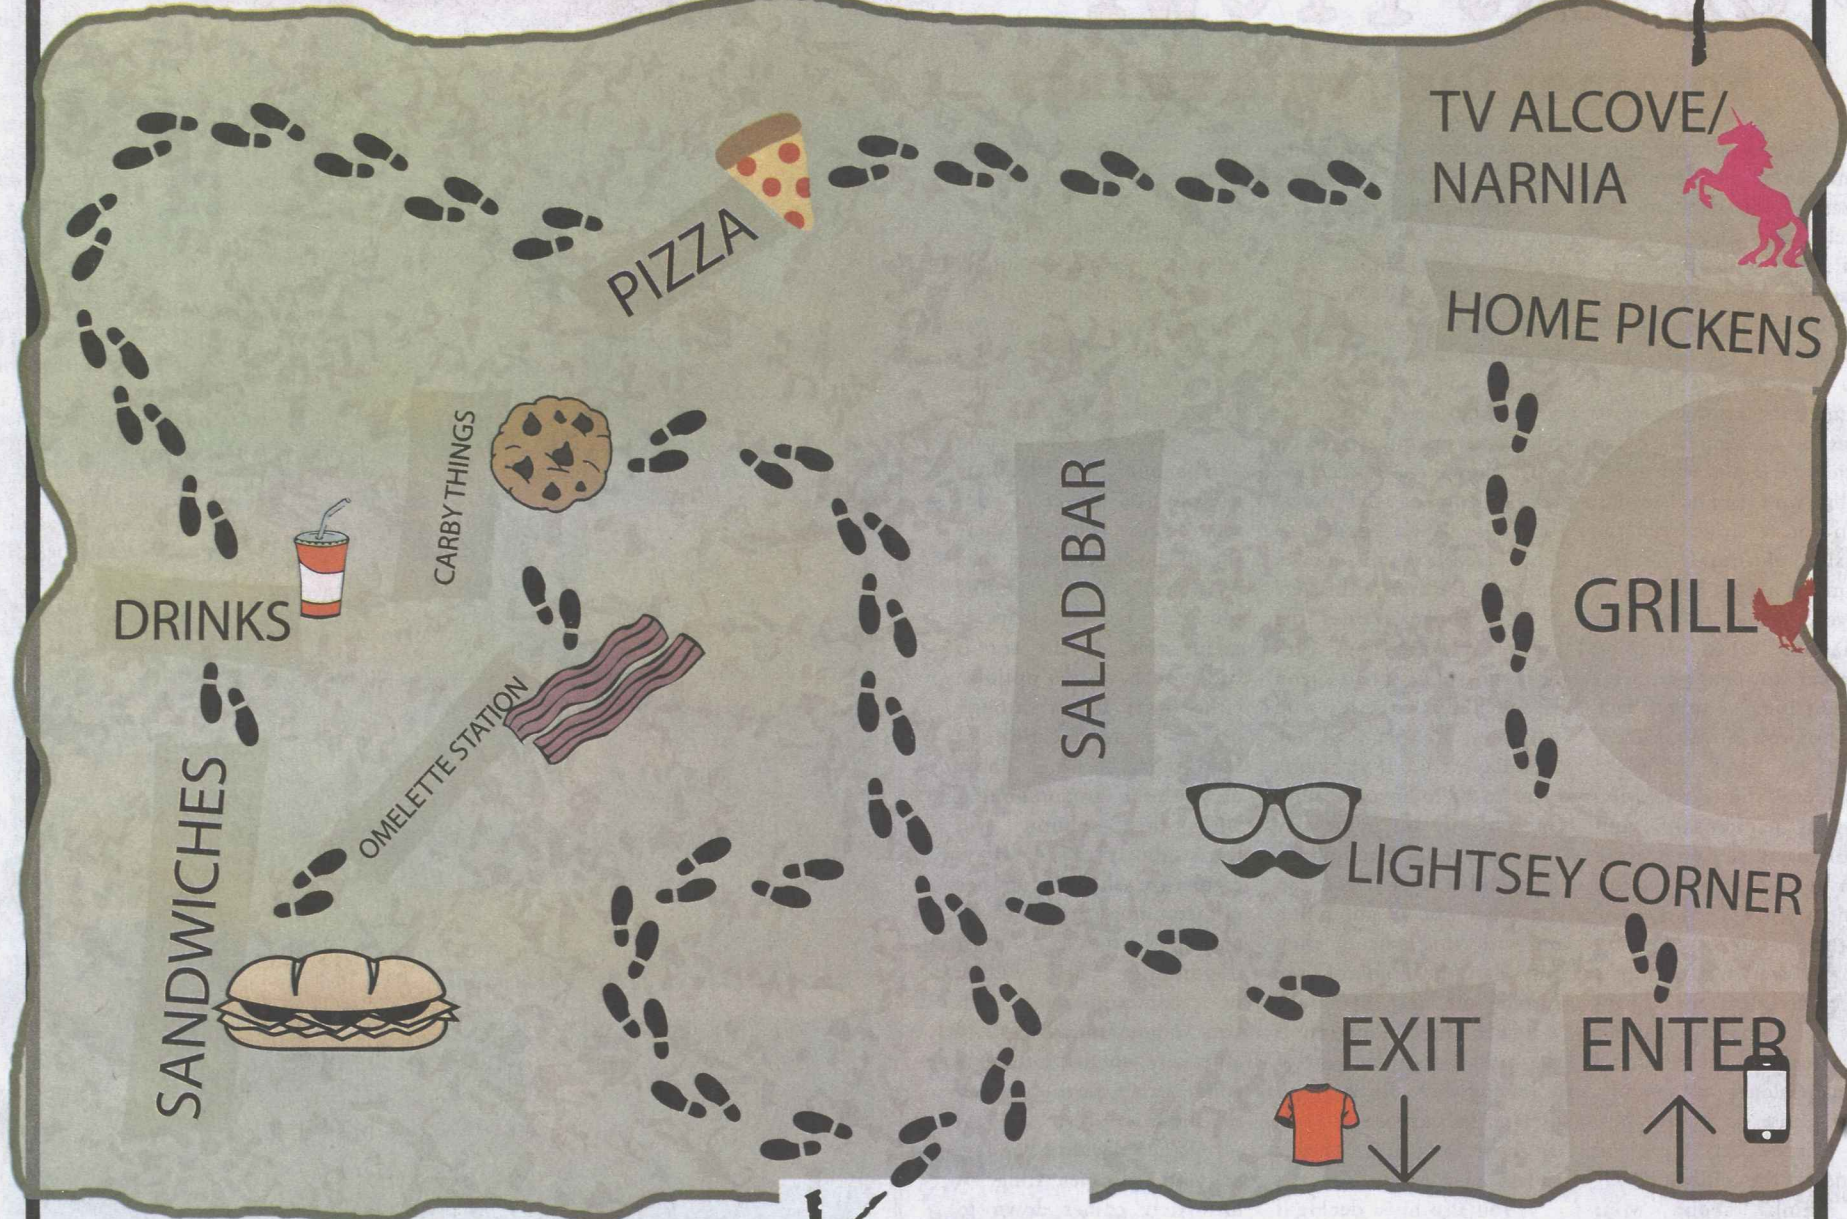 TV ALCOVE/
NARNIA
PIZZA
HOME PICKENS
CARBY THINGS
SALAD BAR
DRINKS
GRILL
OMELETTE STATION
SANDWICHES
LIGHTSEY CORNER
EXIT
ENTER